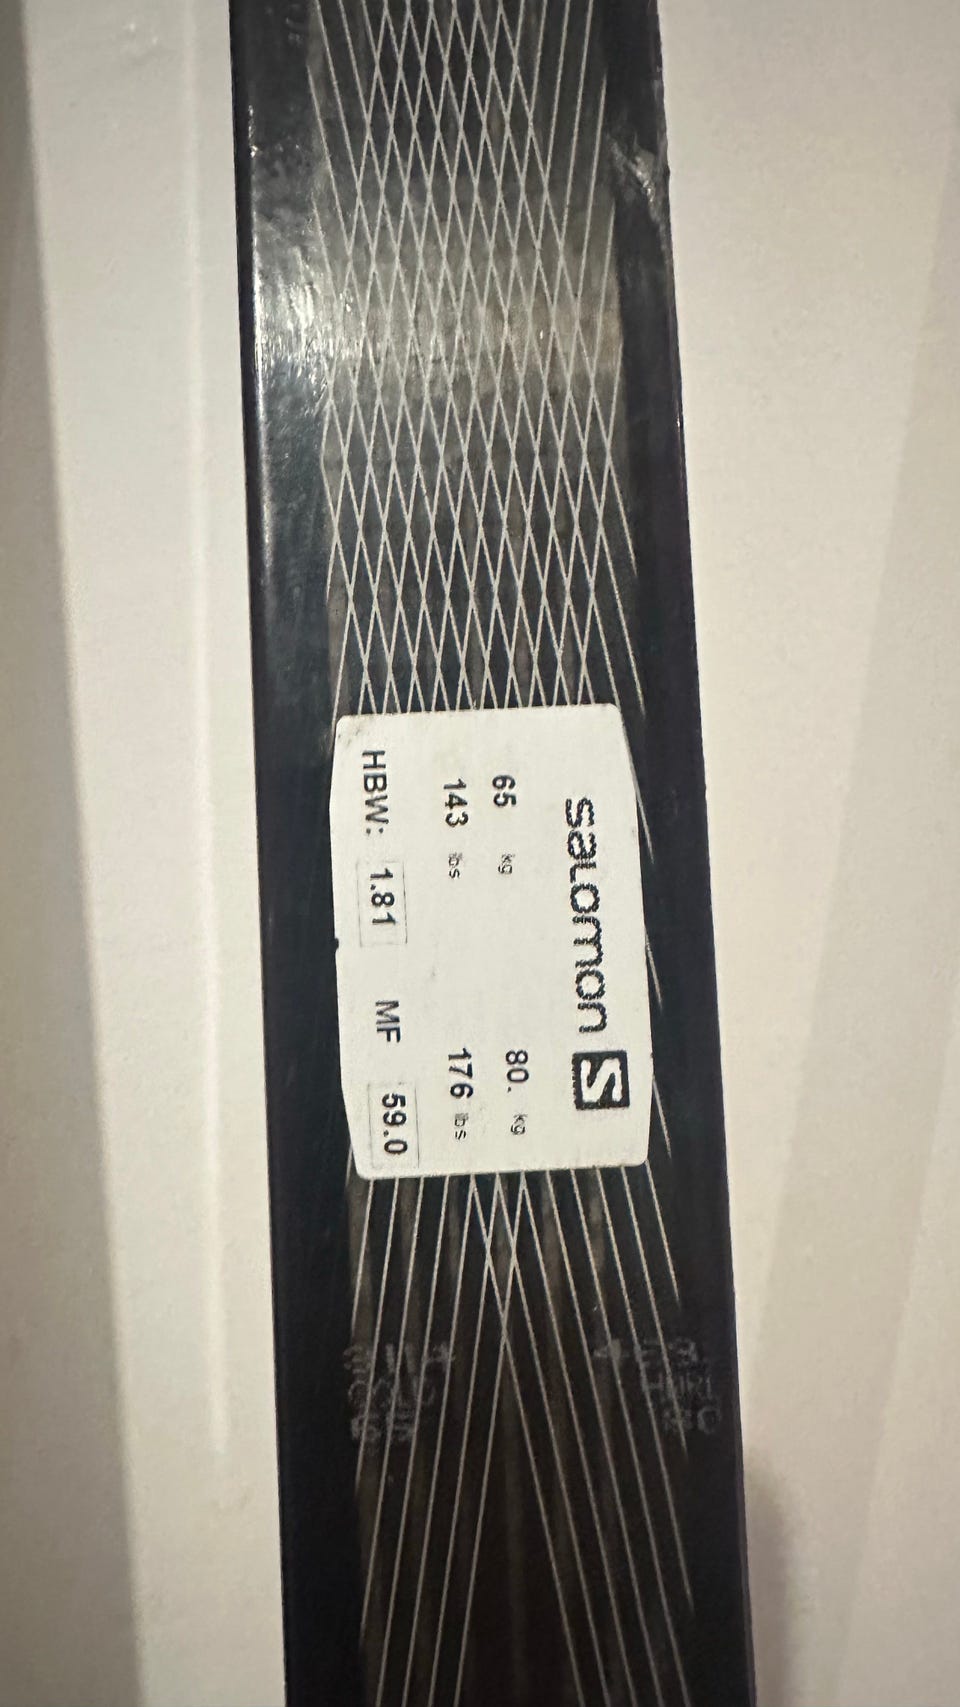 salomon S
65 kg 80. kg
143 lbs 176 lbs
HBW: 1.81 MF 59.0